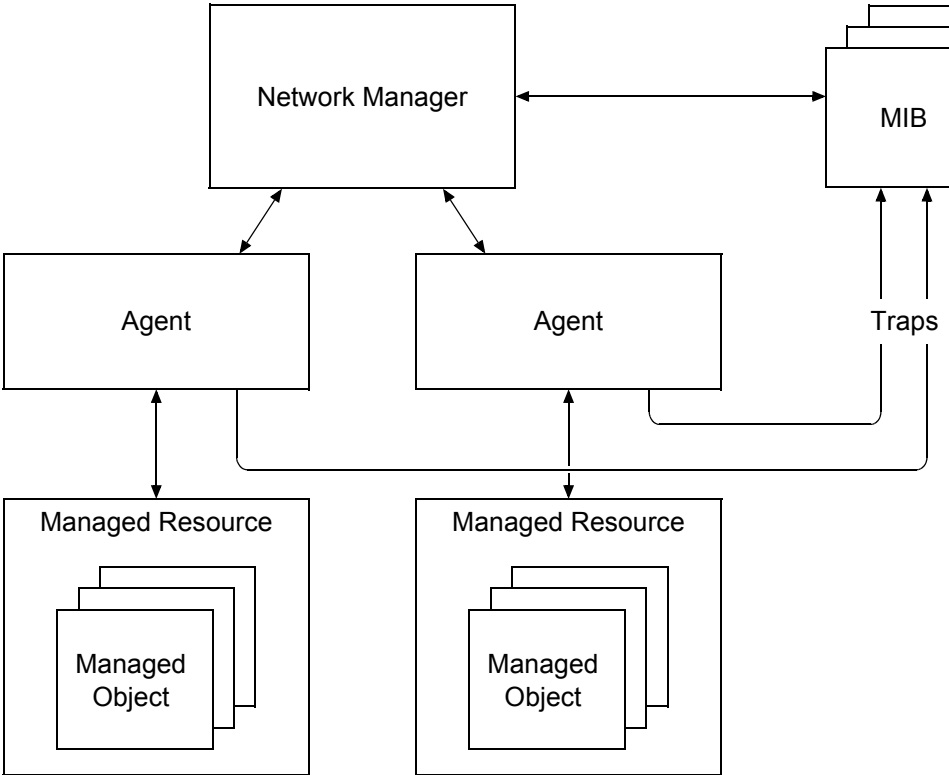 Network Manager
MIB
Agent
Agent
Traps
Managed Resource
Managed Resource
Managed
Object
Managed
Object